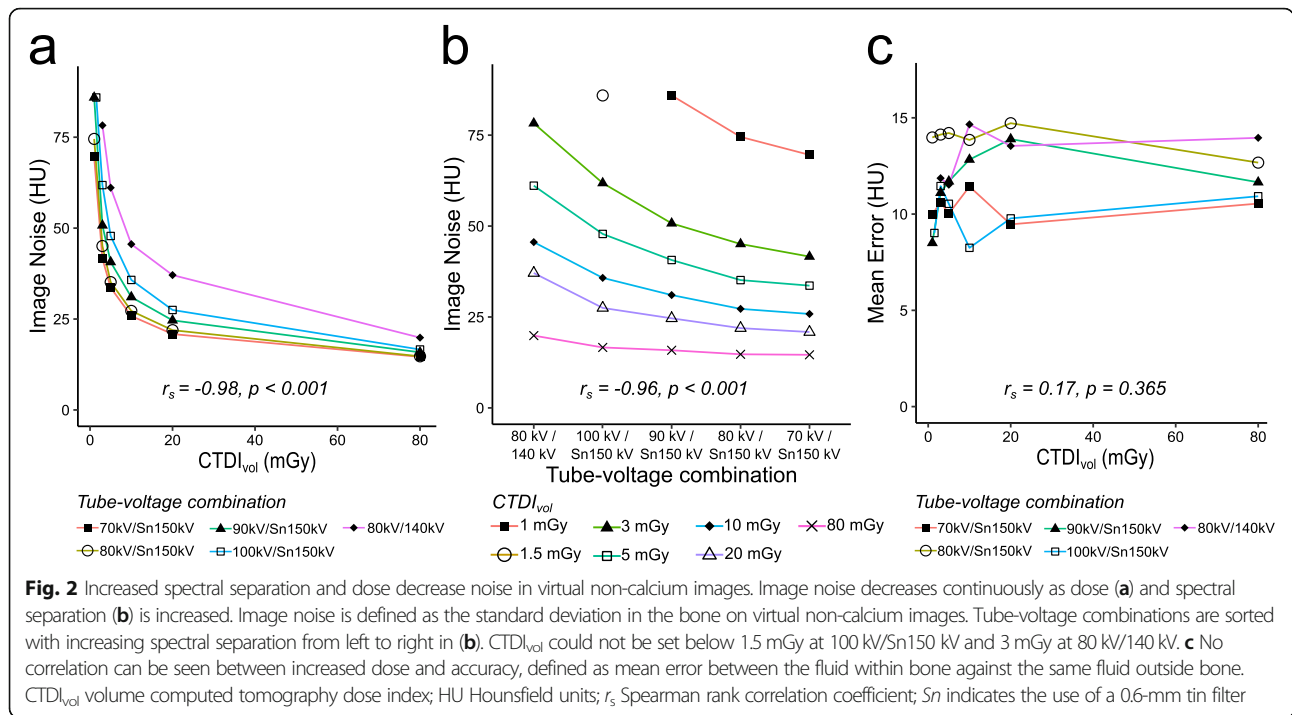 a
Image Noise (HU)
75
50
25
0
0
20
40
60
80
CTDIvol (mGy)
rs = -0.98, p < 0.001
Tube-voltage combination
70kV/Sn150kV
90kV/Sn150kV
80kV/140kV
80kV/Sn150kV
100kV/Sn150kV
b
Image Noise (HU)
75
50
25
0
rs = -0.96, p < 0.001
80 kV / 100 kV / 90 kV / 80 kV / 70 kV /
140 kV Sn150 kV Sn150 kV Sn150 kV Sn150 kV
Tube-voltage combination
CTDIvol
1 mGy
3 mGy
10 mGy
80 mGy
1.5 mGy
5 mGy
20 mGy
c
Mean Error (HU)
15
10
5
0
0
20
40
60
80
CTDIvol (mGy)
rs = 0.17, p = 0.365
Tube-voltage combination
70kV/Sn150kV
90kV/Sn150kV
80kV/140kV
80kV/Sn150kV
100kV/Sn150kV
Fig. 2 Increased spectral separation and dose decrease noise in virtual non-calcium images. Image noise decreases continuously as dose (a) and spectral
separation (b) is increased. Image noise is defined as the standard deviation in the bone on virtual non-calcium images. Tube-voltage combinations are sorted
with increasing spectral separation from left to right in (b). CTDIvol could not be set below 1.5 mGy at 100 kV/Sn150 kV and 3 mGy at 80 kV/140 kV. c No
correlation can be seen between increased dose and accuracy, defined as mean error between the fluid within bone against the same fluid outside bone.
CTDIvol volume computed tomography dose index; HU Hounsfield units; rs Spearman rank correlation coefficient; Sn indicates the use of a 0.6-mm tin filter